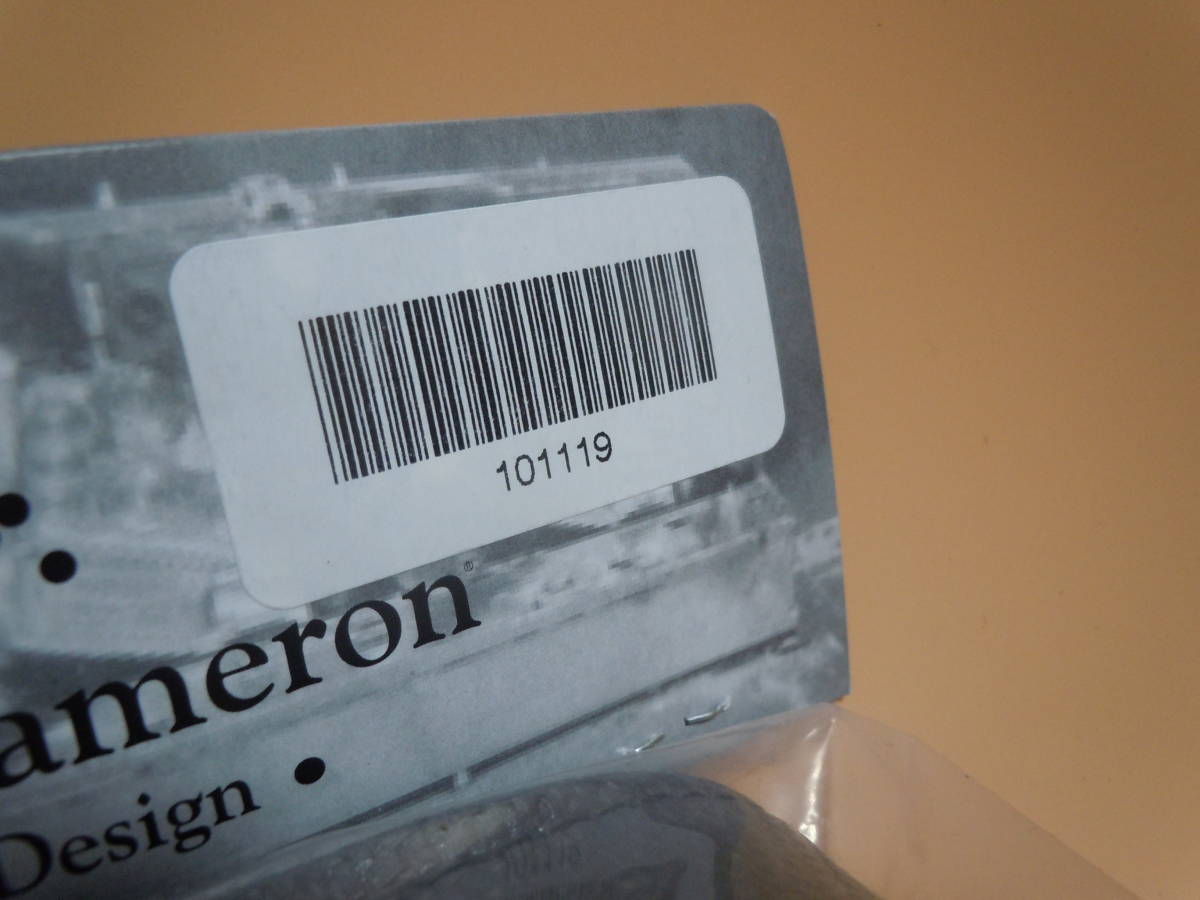 101119
ameron®
Design •